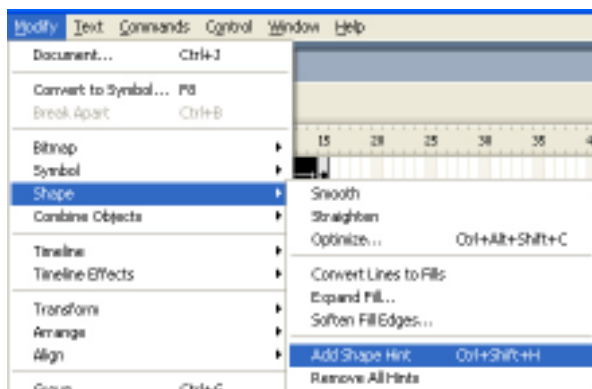 Modify Text Commands Control Window Help
Document... Ctrl+J
Convert to Symbol... F8
Break Apart Ctrl+B
15 20 25 30 35
Bitmap
Symbol
Shape
Combine Objects
Timeline
Timeline Effects
Transform
Arrange
Align
Group Ctrl+G
Smooth
Straighten
Optimize... Ctrl+Alt+Shift+C
Convert Lines to Fills
Expand Fill...
Soften Fill Edges...
Add Shape Hint Ctrl+Shift+H
Remove All Hints